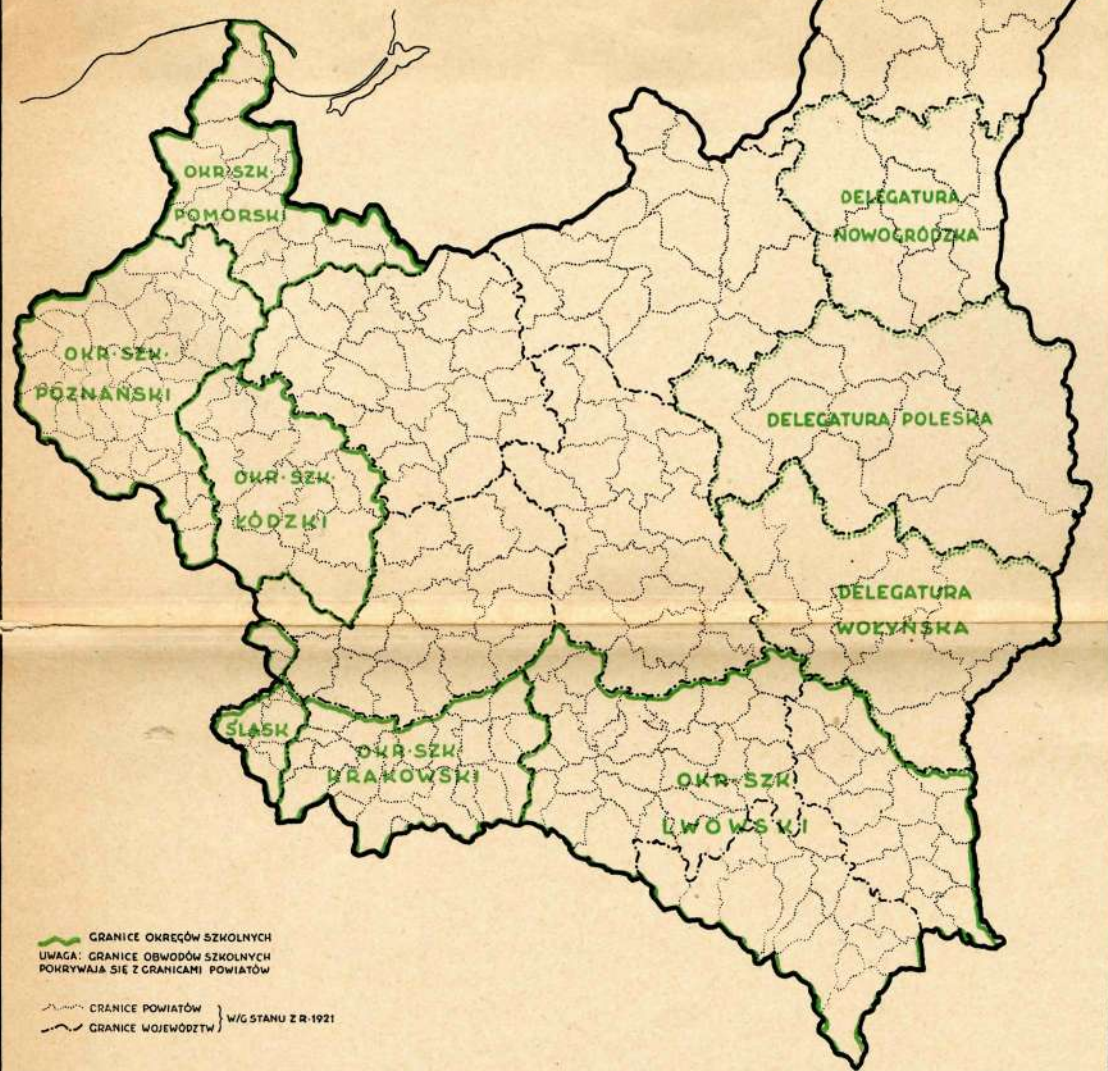 OKR·SZK·
POMORSKI
DELEGATURA
NOWOGRÓDZKA
OKR·SZK·
POZNAŃSKI
DELEGATURA POLESKA
OKR·SZK·
ŁÓDZKI
DELEGATURA
WOŁYŃSKA
ŚLĄSK
OKR·SZK
KRAKOWSKI
OKR·SZK·
LWOWSKI
GRANICE OKRĘGÓW SZKOLNYCH
UWAGA: GRANICE OBWODÓW SZKOLNYCH
POKRYWAJĄ SIĘ Z GRANICAMI POWIATÓW
GRANICE POWIATÓW
GRANICE WOJEWÓDZTW
W/G STANU Z R·1921